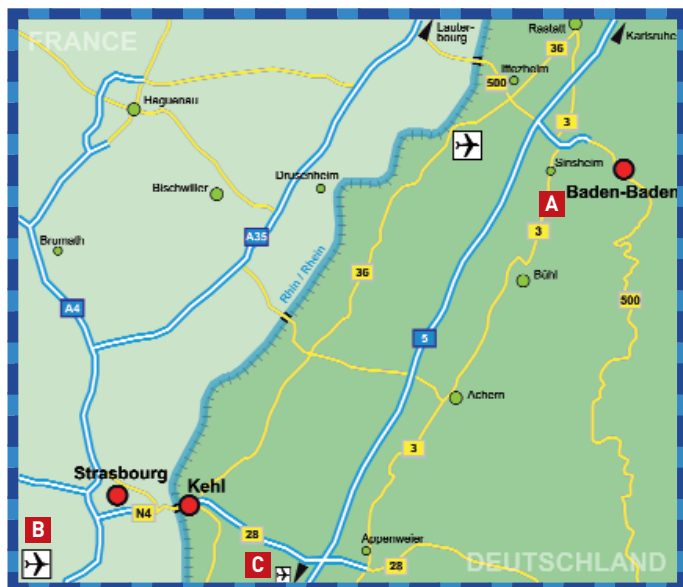 FRANCE
Lauter-
bourg
Rastatt
Karlsruhe
36
Iffezheim
500
Haguenau
3
Sinsheim
Baden-Baden
Bischwiller
Drusenheim
A
A35
3
Brumath
Rhin / Rhein
36
Bühl
500
A4
5
Achern
3
Strasbourg
Kehl
N4
B
28
C
Appenweier
28
DEUTSCHLAND